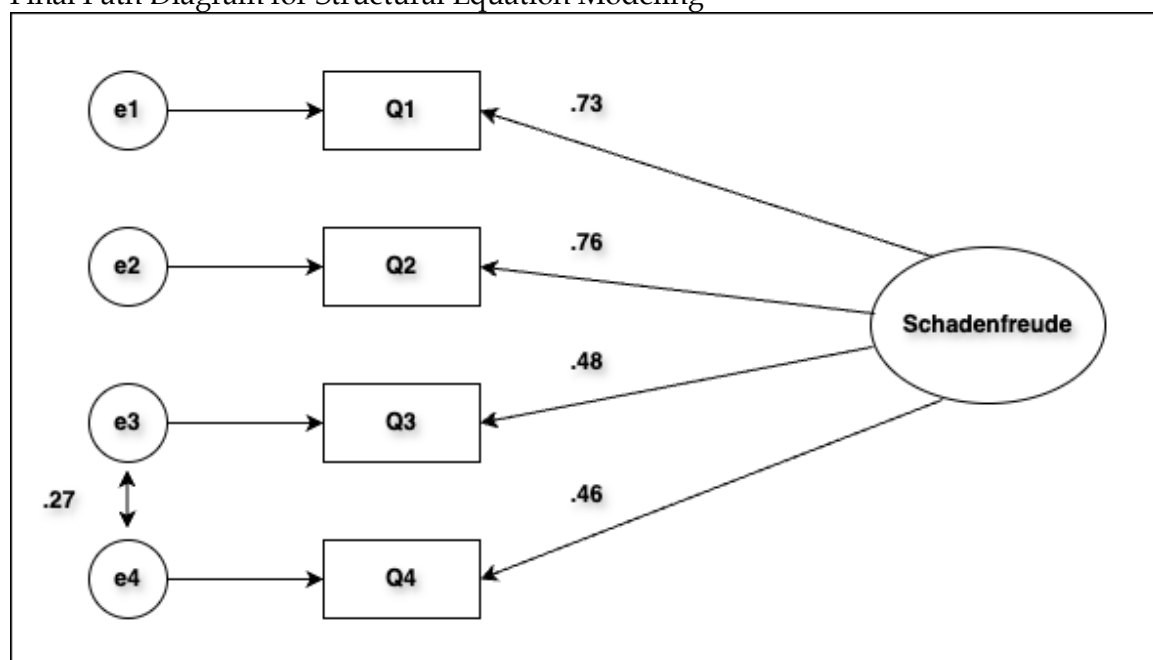 Final Path Diagram for Structural Equation Modeling
e1
Q1
.73
e2
Q2
.76
Schadenfreude
.48
e3
Q3
.27
.46
e4
Q4